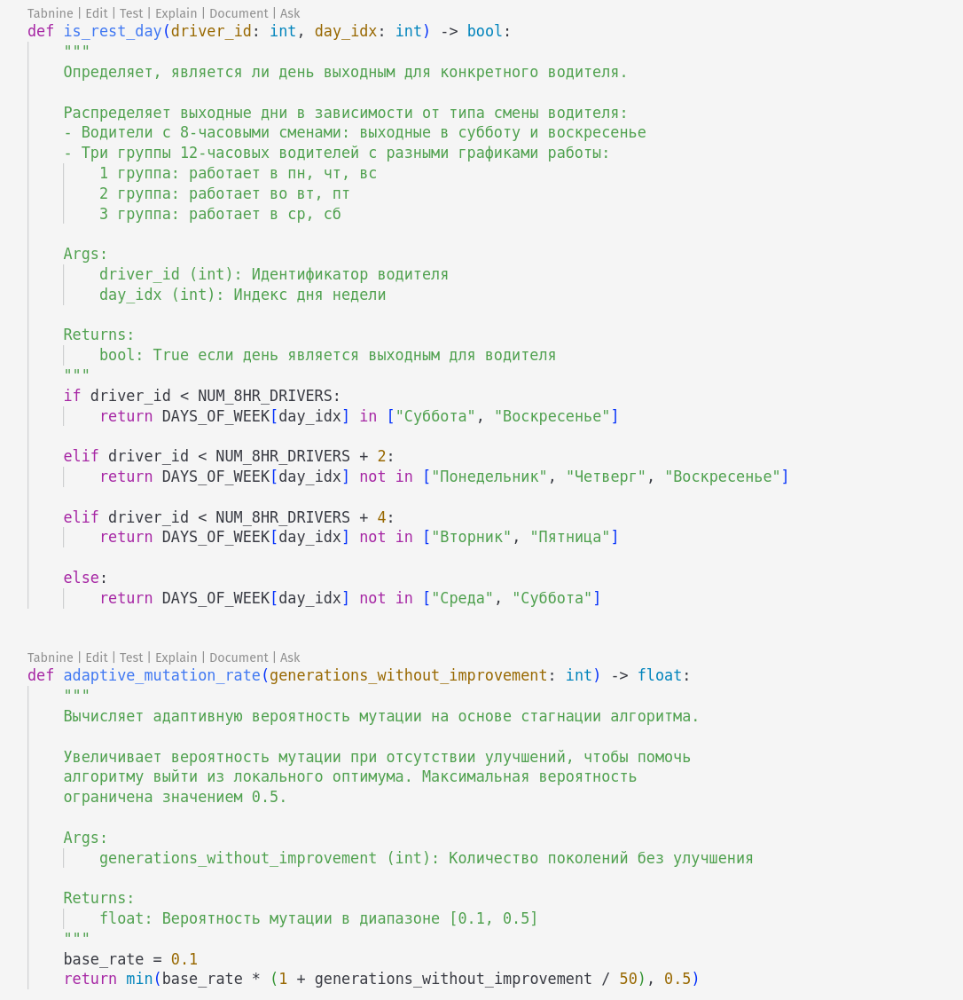 Tabnine | Edit | Test | Explain | Document | Ask
def is_rest_day(driver_id: int, day_idx: int) -> bool:
    """
    Определяет, является ли день выходным для конкретного водителя.

    Распределяет выходные дни в зависимости от типа смены водителя:
    - Водители с 8-часовыми сменами: выходные в субботу и воскресенье
    - Три группы 12-часовых водителей с разными графиками работы:
        1 группа: работает в пн, чт, вс
        2 группа: работает во вт, пт
        3 группа: работает в ср, сб

    Args:
        driver_id (int): Идентификатор водителя
        day_idx (int): Индекс дня недели

    Returns:
        bool: True если день является выходным для водителя
    """
    if driver_id < NUM_8HR_DRIVERS:
        return DAYS_OF_WEEK[day_idx] in ["Суббота", "Воскресенье"]

    elif driver_id < NUM_8HR_DRIVERS + 2:
        return DAYS_OF_WEEK[day_idx] not in ["Понедельник", "Четверг", "Воскресенье"]

    elif driver_id < NUM_8HR_DRIVERS + 4:
        return DAYS_OF_WEEK[day_idx] not in ["Вторник", "Пятница"]

    else:
        return DAYS_OF_WEEK[day_idx] not in ["Среда", "Суббота"]

Tabnine | Edit | Test | Explain | Document | Ask
def adaptive_mutation_rate(generations_without_improvement: int) -> float:
    """
    Вычисляет адаптивную вероятность мутации на основе стагнации алгоритма.

    Увеличивает вероятность мутации при отсутствии улучшений, чтобы помочь
    алгоритму выйти из локального оптимума. Максимальная вероятность
    ограничена значением 0.5.

    Args:
        generations_without_improvement (int): Количество поколений без улучшения

    Returns:
        float: Вероятность мутации в диапазоне [0.1, 0.5]
    """
    base_rate = 0.1
    return min(base_rate * (1 + generations_without_improvement / 50), 0.5)